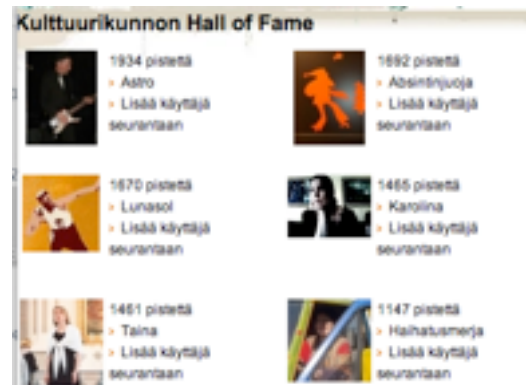 Kulttuurikunnon Hall of Fame
1934 pistettä
» Astro
» Lisää käyttäjä
seurantaan
1692 pistettä
» Absintinjuoja
» Lisää käyttäjä
seurantaan
1670 pistettä
» Lunasol
» Lisää käyttäjä
seurantaan
1465 pistettä
» Karolina
» Lisää käyttäjä
seurantaan
1461 pistettä
» Taina
» Lisää käyttäjä
seurantaan
1147 pistettä
» Haihatusmerja
» Lisää käyttäjä
seurantaan